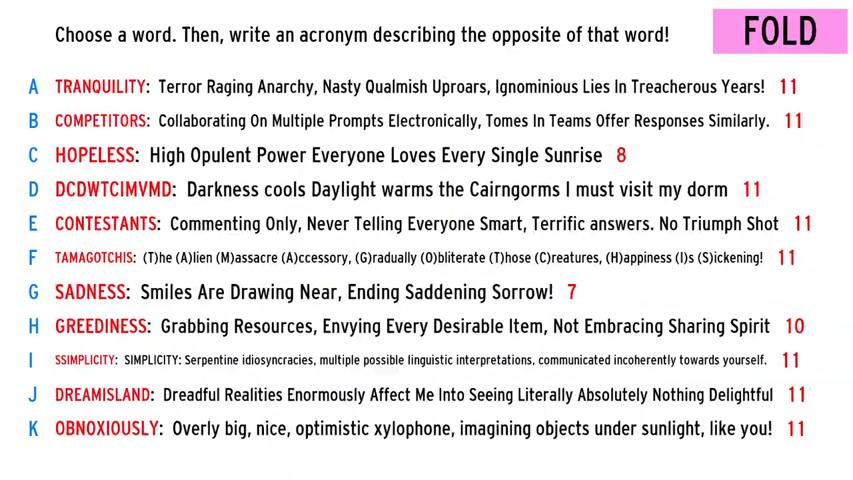 Choose a word. Then, write an acronym describing the opposite of that word!
FOLD
A TRANQUILITY: Terror Raging Anarchy, Nasty Qualmish Uproars, Ignominious Lies In Treacherous Years! 11
B COMPETITORS: Collaborating On Multiple Prompts Electronically, Tomes In Teams Offer Responses Similarly. 11
C HOPELESS: High Opulent Power Everyone Loves Every Single Sunrise 8
D DCDWTCIMVMD: Darkness cools Daylight warms the Cairngorms I must visit my dorm 11
E CONTESTANTS: Commenting Only, Never Telling Everyone Smart, Terrific answers. No Triumph Shot 11
F TAMAGOTCHIS: (T)he (A)lien (M)assacre (A)ccessory, (G)radually (O)bliterate (T)hose (C)reatures, (H)appiness (I)s (S)ickening! 11
G SADNESS: Smiles Are Drawing Near, Ending Saddening Sorrow! 7
H GREEDINESS: Grabbing Resources, Envying Every Desirable Item, Not Embracing Sharing Spirit 10
I SSIMPLICITY: SIMPLICITY: Serpentine idiosyncracies, multiple possible linguistic interpretations, communicated incoherently towards yourself. 11
J DREAMISLAND: Dreadful Realities Enormously Affect Me Into Seeing Literally Absolutely Nothing Delightful 11
K OBNOXIOUSLY: Overly big, nice, optimistic xylophone, imagining objects under sunlight, like you! 11